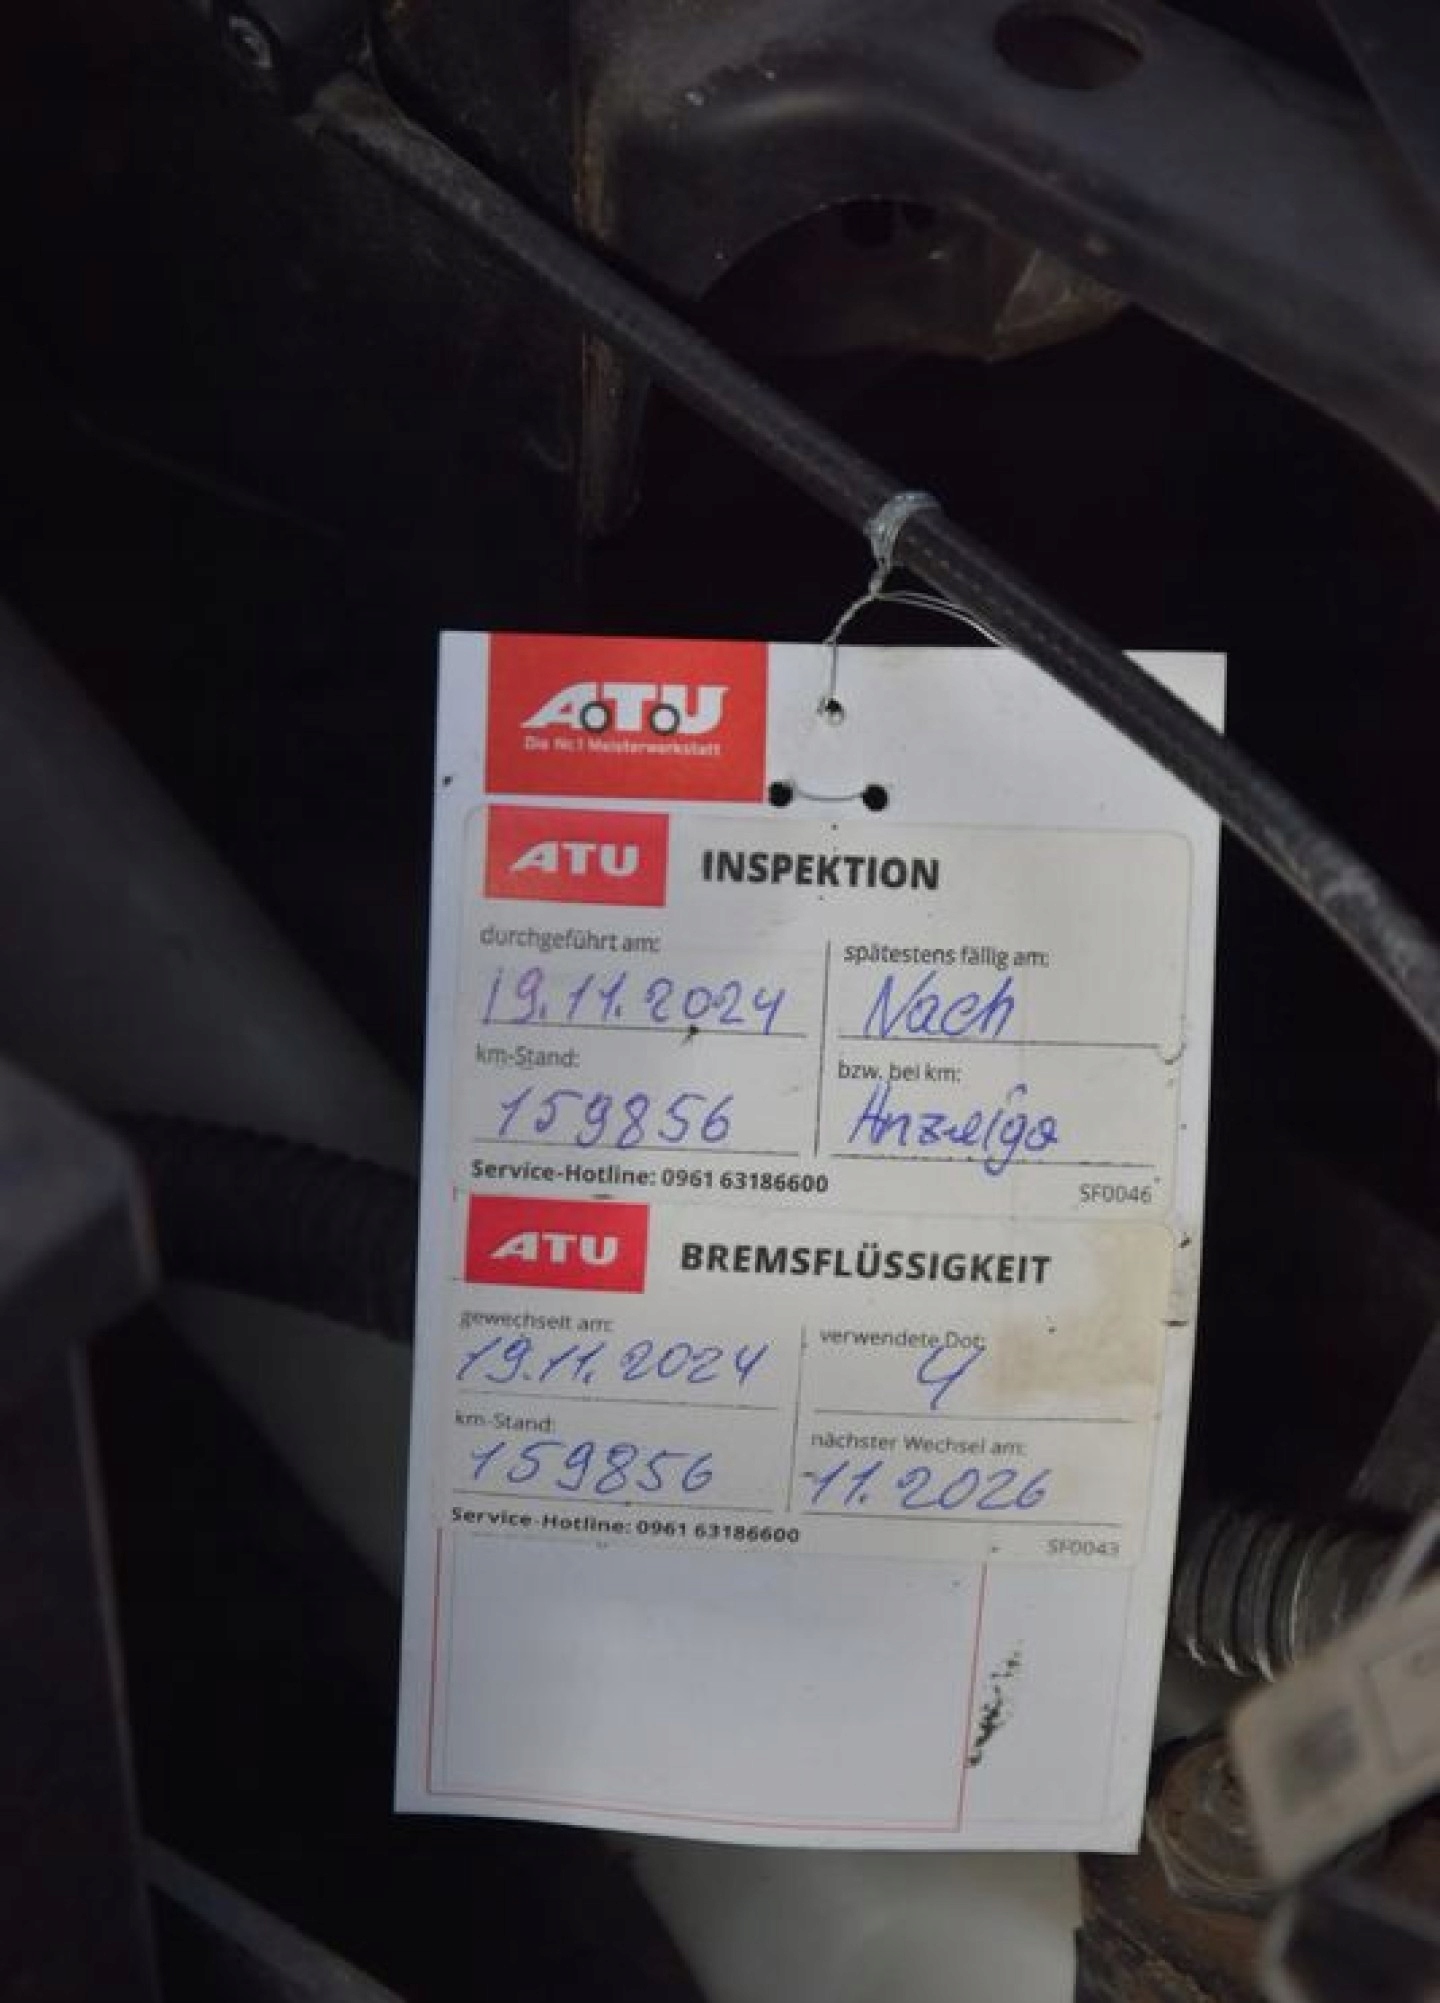 ATU
Die Nr.1 Meisterwerkstatt
ATU INSPEKTION
durchgeführt am:
19.11.2024
spätestens fällig am:
Nach
km-Stand:
159856
bzw. bei km:
Anzeige
Service-Hotline: 0961 63186600
SF0046
ATU BREMSFLÜSSIGKEIT
gewechselt am:
19.11.2024
verwendete Dot:
4
km-Stand:
159856
nächster Wechsel am:
11.2026
Service-Hotline: 0961 63186600
SF0043